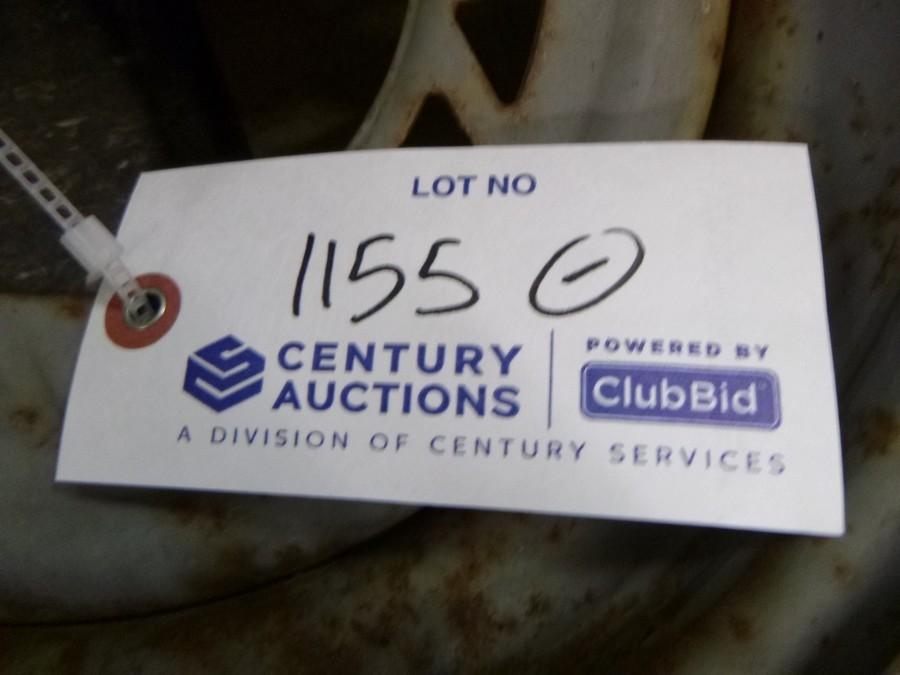 LOT NO
1155 ⊖
CENTURY AUCTIONS
POWERED BY
ClubBid
A DIVISION OF CENTURY SERVICES